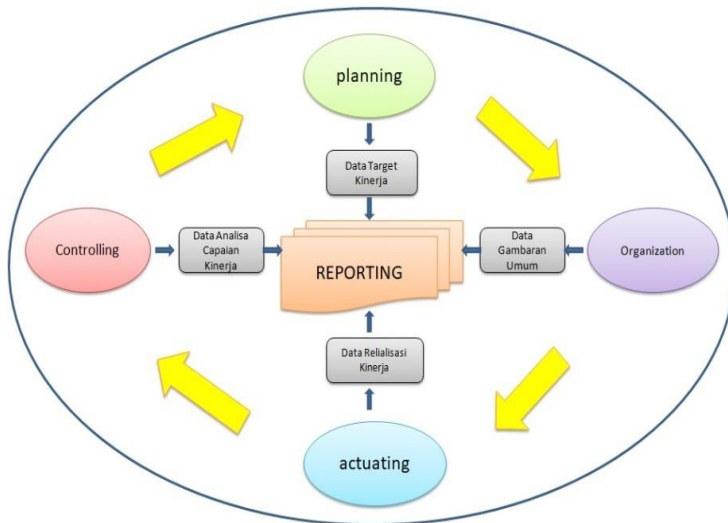 planning
Data Target
Kinerja
Controlling
Data Analisa
Capaian
Kinerja
REPORTING
Data
Gambaran
Umum
Organization
Data Relialisasi
Kinerja
actuating